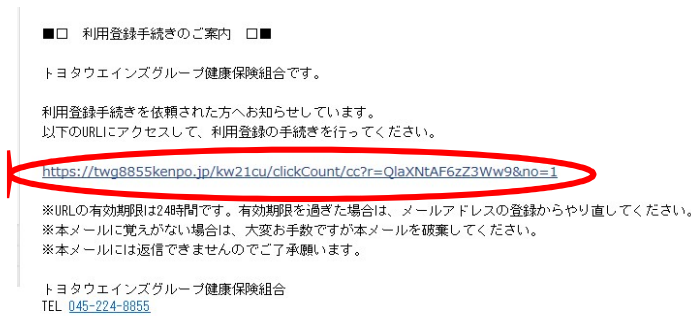 ■□ 利用登録手続きのご案内 □■
トヨタウエインズグループ健康保険組合です。
利用登録手続きを依頼された方へお知らせしています。
以下のURLにアクセスして、利用登録の手続きを行ってください。
https://twg8855kenpo.jp/kw21cu/clickCount/cc?r=QlaXNtAF6zZ3Ww9&no=1
※URLの有効期限は24時間です。有効期限を過ぎた場合は、メールアドレスの登録からやり直してください。
※本メールに覚えがない場合は、大変お手数ですが本メールを破棄してください。
※本メールには返信できませんのでご了承願います。
トヨタウエインズグループ健康保険組合
TEL 045-224-8855